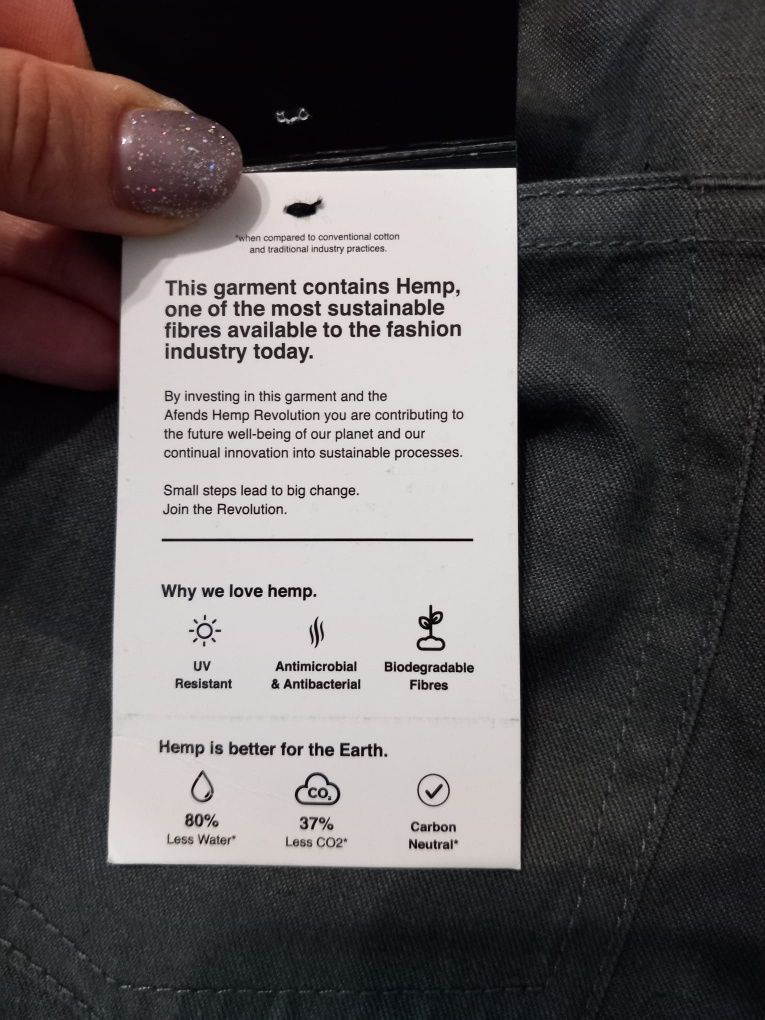 *when compared to conventional cotton
and traditional industry practices.
This garment contains Hemp,
one of the most sustainable
fibres available to the fashion
industry today.
By investing in this garment and the
Afends Hemp Revolution you are contributing to
the future well-being of our planet and our
continual innovation into sustainable processes.
Small steps lead to big change.
Join the Revolution.
Why we love hemp.
UV
Resistant
Antimicrobial
& Antibacterial
Biodegradable
Fibres
Hemp is better for the Earth.
80%
Less Water*
CO₂
37%
Less CO2*
Carbon
Neutral*